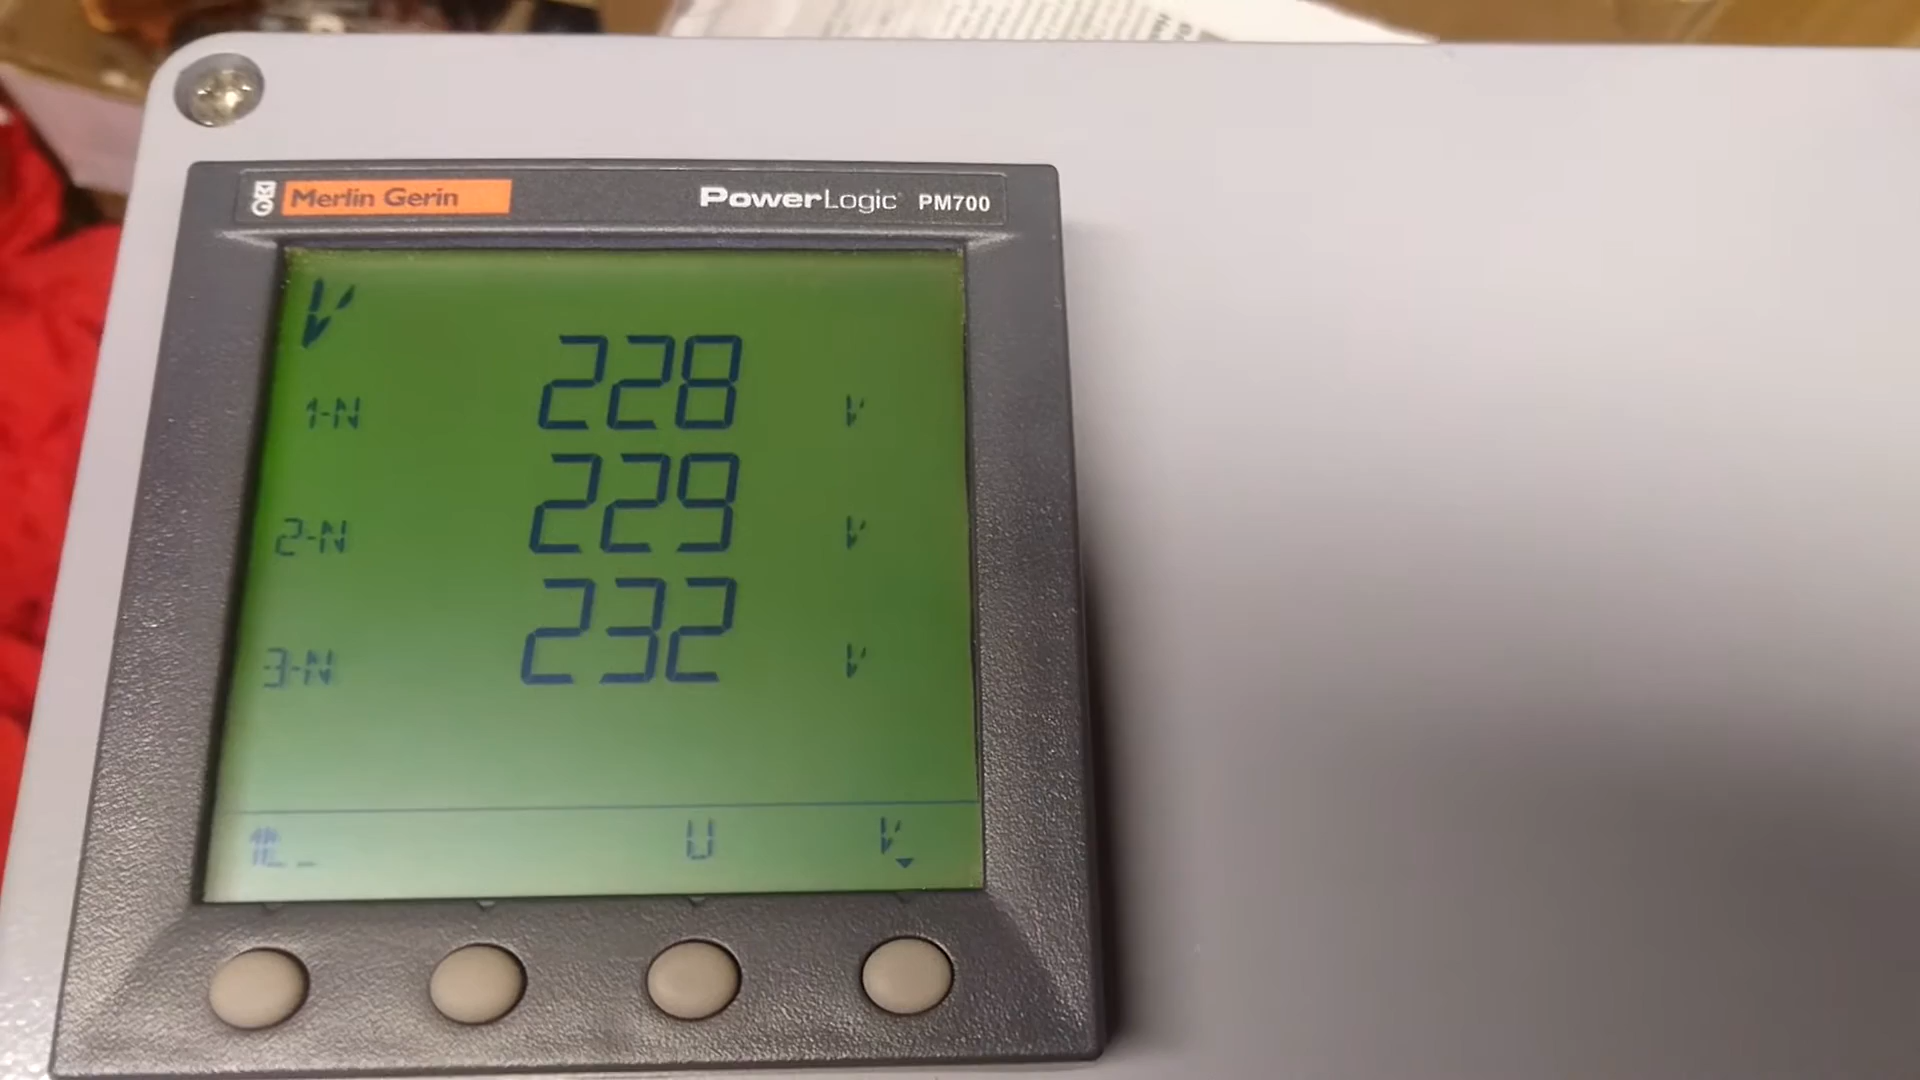 Merlin Gerin
PowerLogic PM700
V
1-N 228 V
2-N 229 V
3-N 232 V
U V